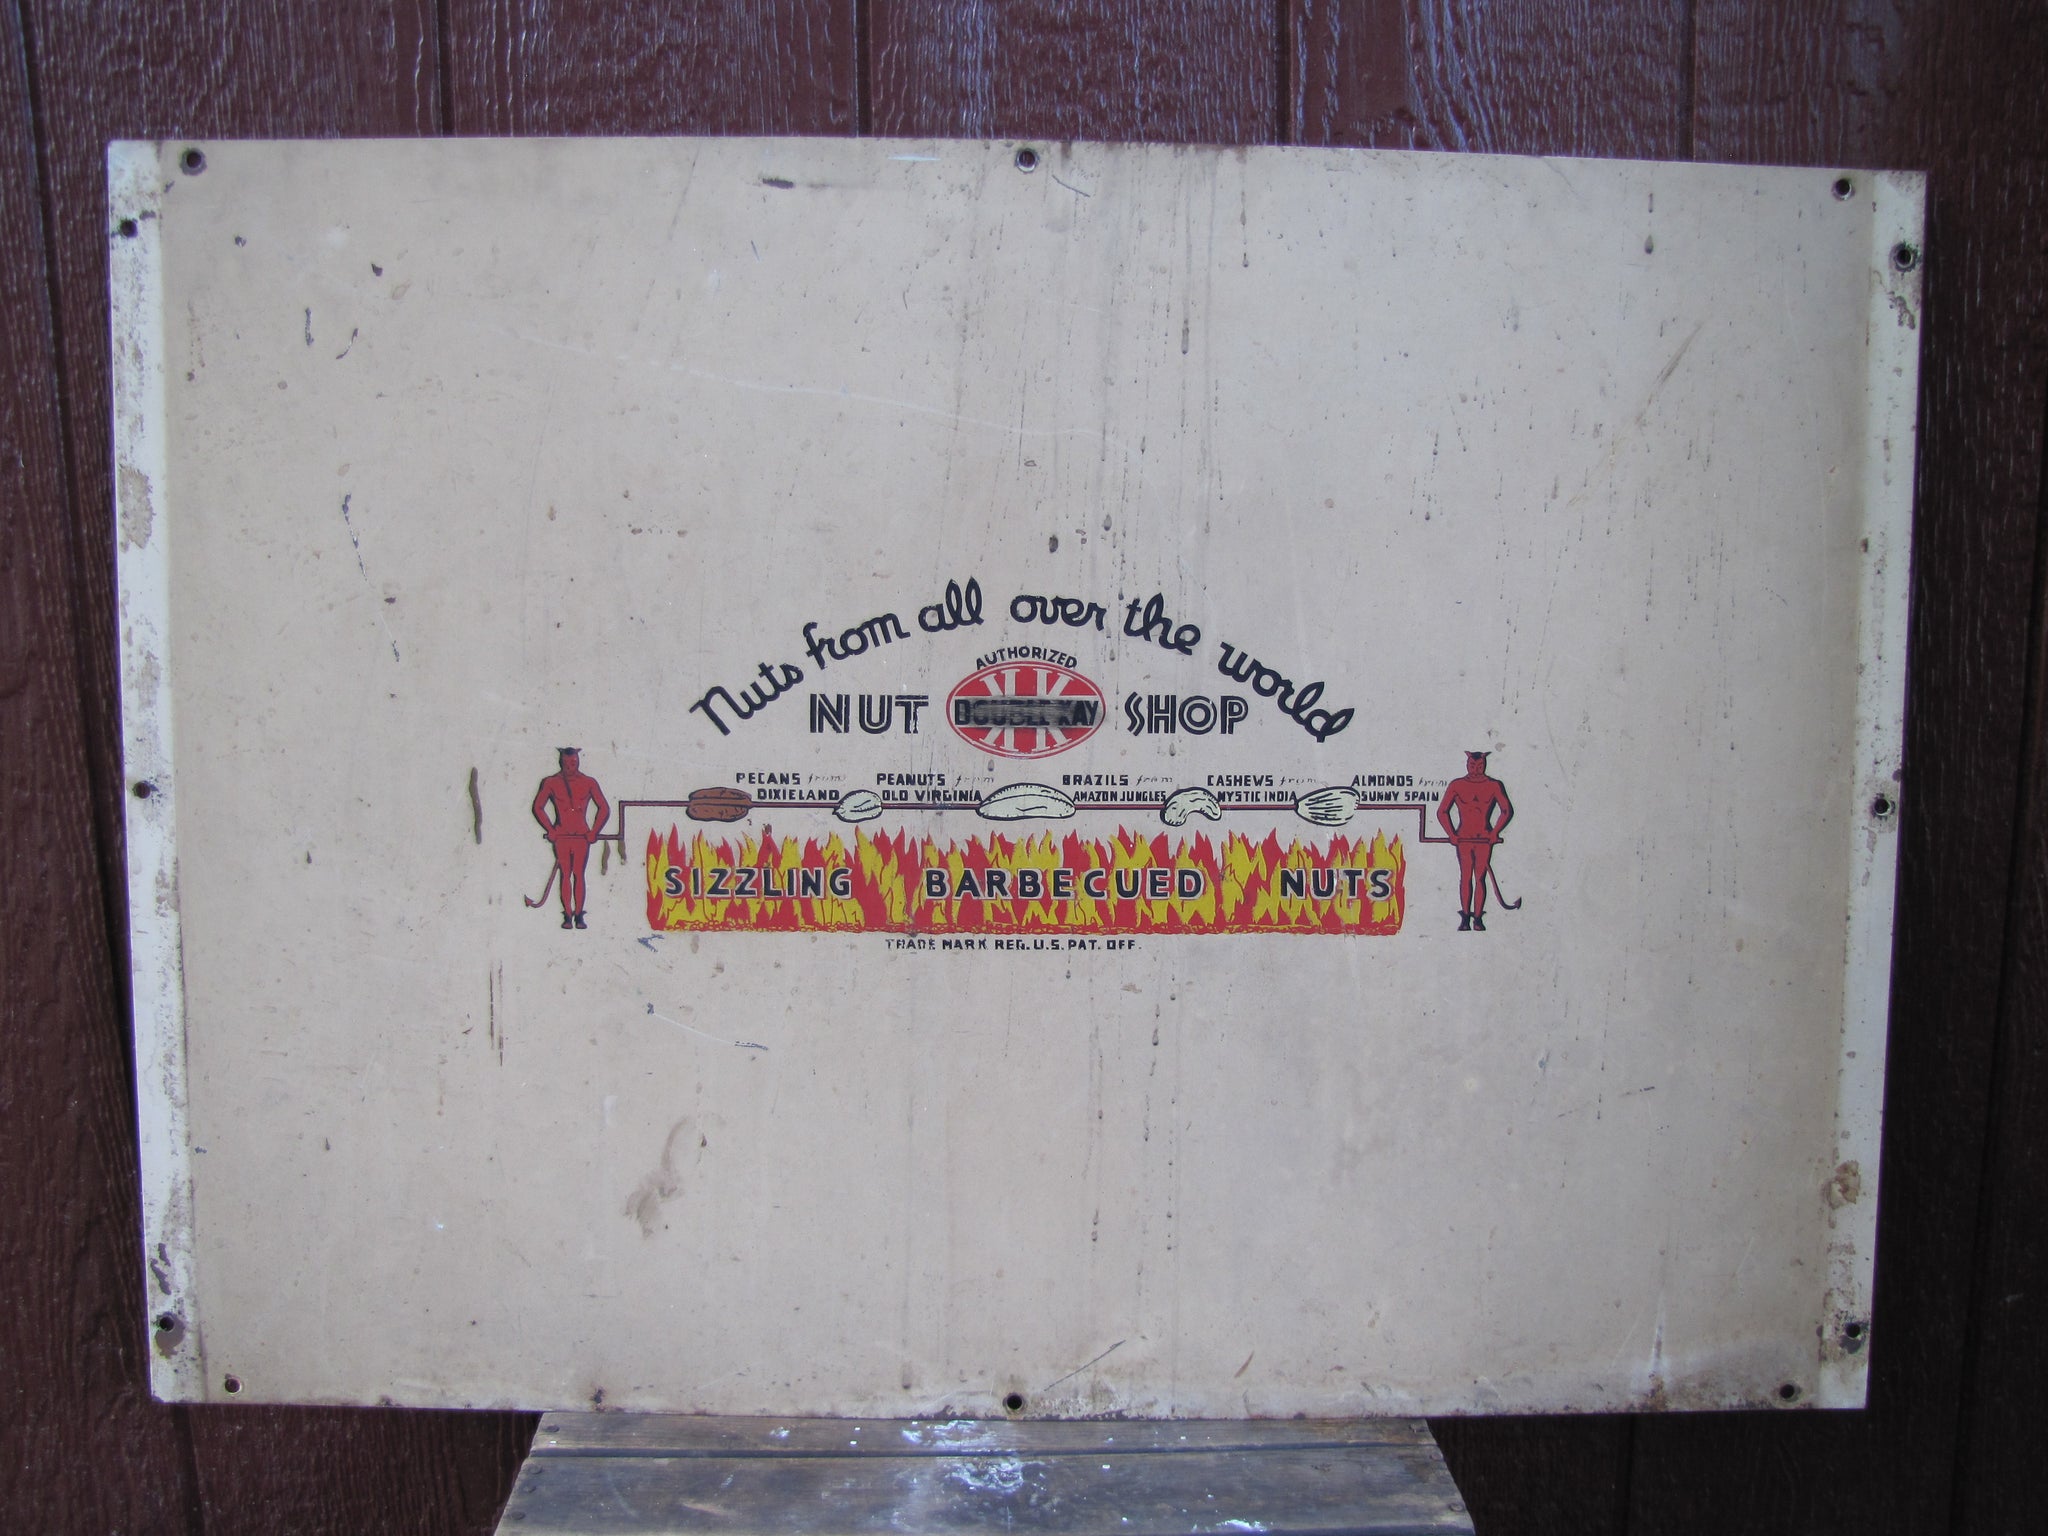 Nuts from all over the world
AUTHORIZED
NUT KK DOUBLE KAY SHOP
PECANS from DIXIELAND
PEANUTS from OLD VIRGINIA
BRAZILS from AMAZON JUNGLES
CASHEWS from MYSTIC INDIA
ALMONDS from SUNNY SPAIN
SIZZLING BARBECUED NUTS
TRADE MARK REG. U.S. PAT. OFF.